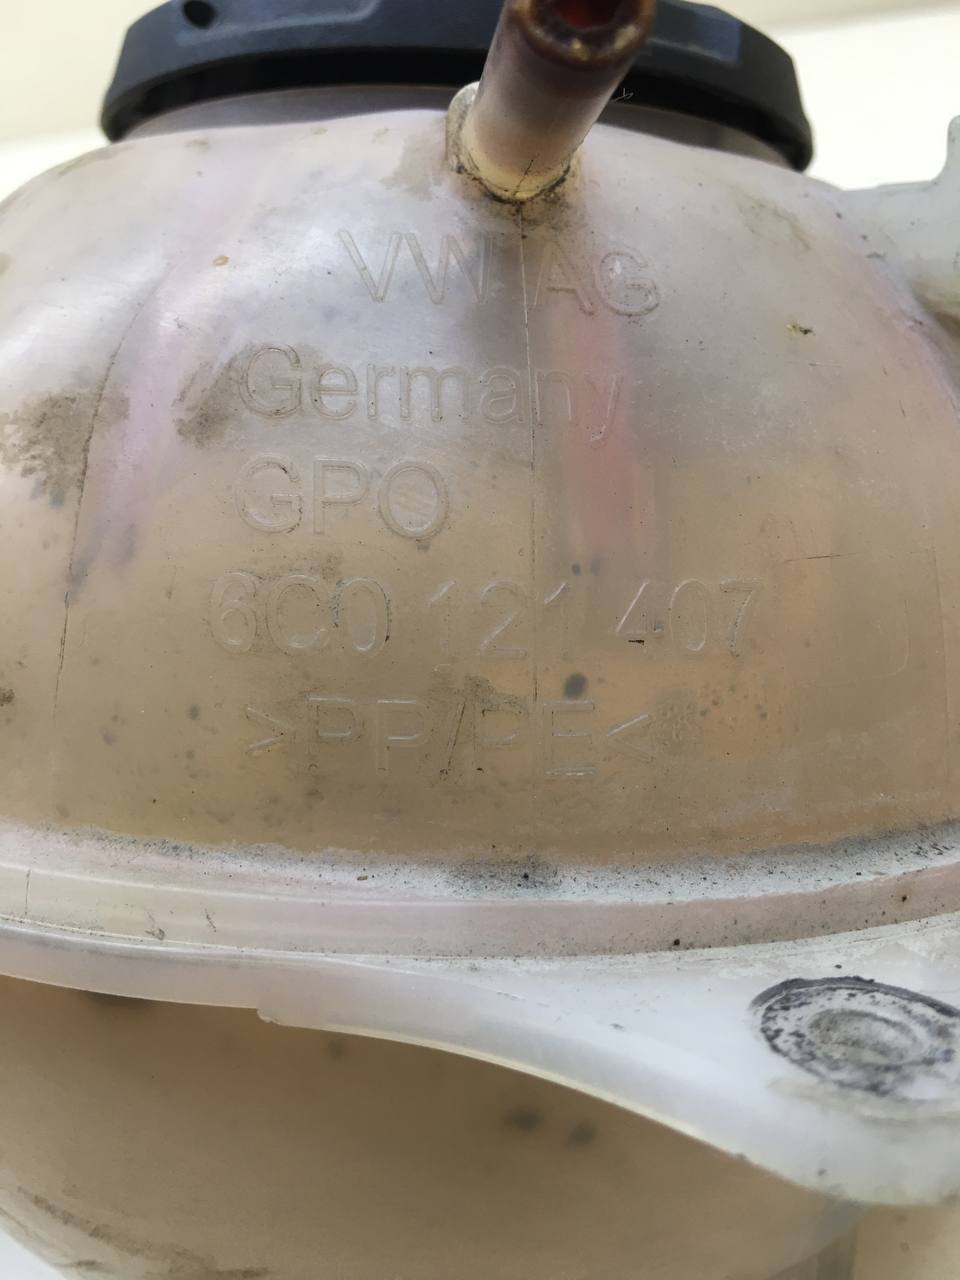 VW AG
Germany
GPO
6C0 121 407
>PP/PE<